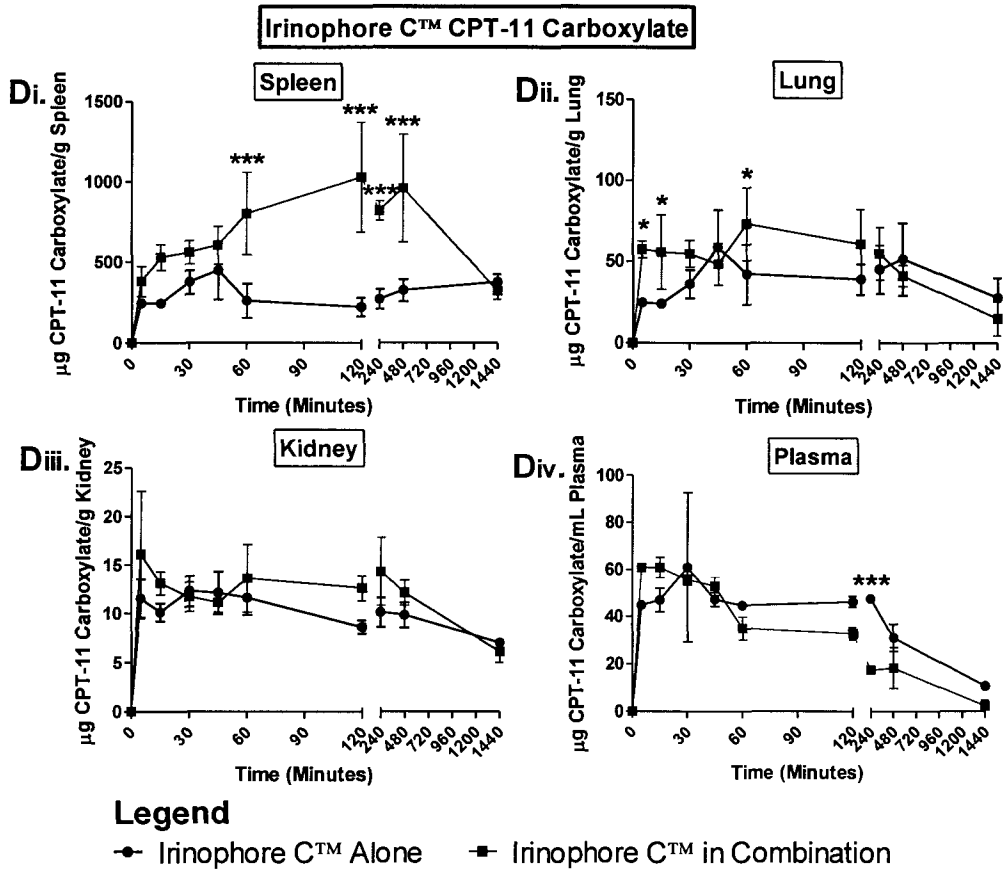 Irinophore C™ CPT-11 Carboxylate
Di.
Spleen
µg CPT-11 Carboxylate/g Spleen
1500
1000
500
0
***
***
***
***
0 30 60 90 120 240 480 720 960 1200 1440
Time (Minutes)
Dii.
Lung
µg CPT-11 Carboxylate/g Lung
150
100
50
0
*
*
*
0 30 60 90 120 240 480 720 960 1200 1440
Time (Minutes)
Diii.
Kidney
µg CPT-11 Carboxylate/g Kidney
25
20
15
10
5
0
0 30 60 90 120 240 480 720 960 1200 1440
Time (Minutes)
Div.
Plasma
µg CPT-11 Carboxylate/mL Plasma
100
80
60
40
20
0
***
0 30 60 90 120 240 480 720 960 1200 1440
Time (Minutes)
Legend
Irinophore C™ Alone
Irinophore C™ in Combination